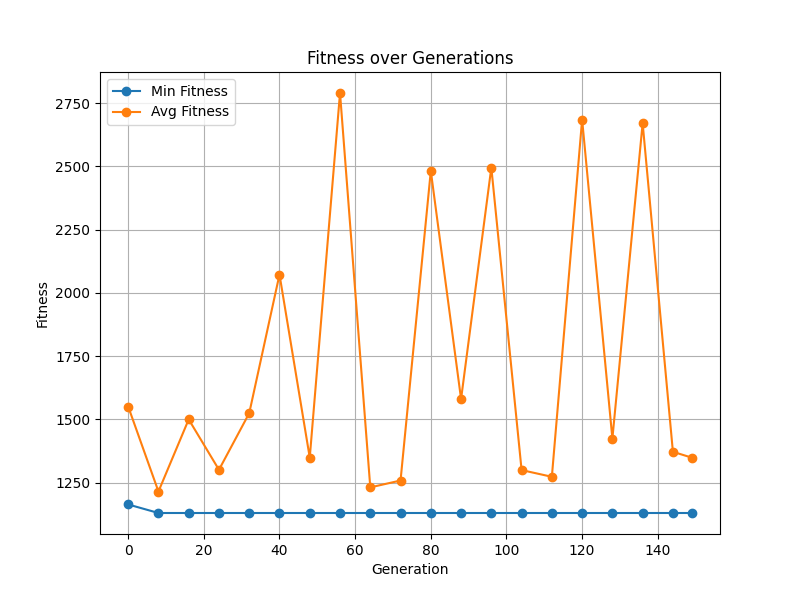 Fitness over Generations
Min Fitness
Avg Fitness
2750
2500
2250
2000
1750
1500
1250
Fitness
0 20 40 60 80 100 120 140
Generation